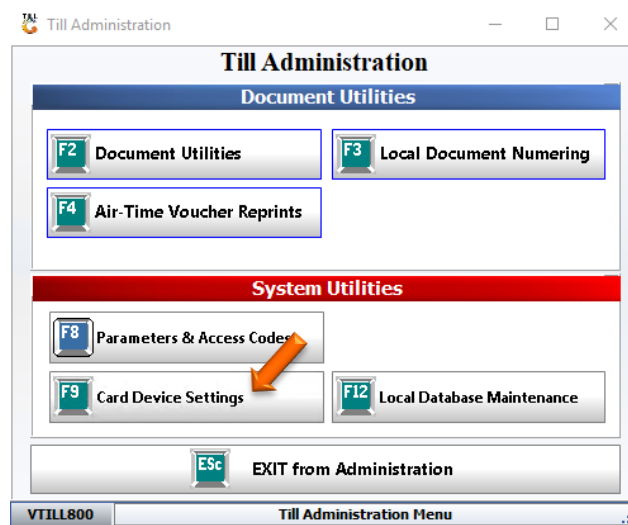 Till Administration
Till Administration
Document Utilities
F2 Document Utilities
F3 Local Document Numering
F4 Air-Time Voucher Reprints
System Utilities
F8 Parameters & Access Codes
F9 Card Device Settings
F12 Local Database Maintenance
ESc EXIT from Administration
VTILL800 Till Administration Menu